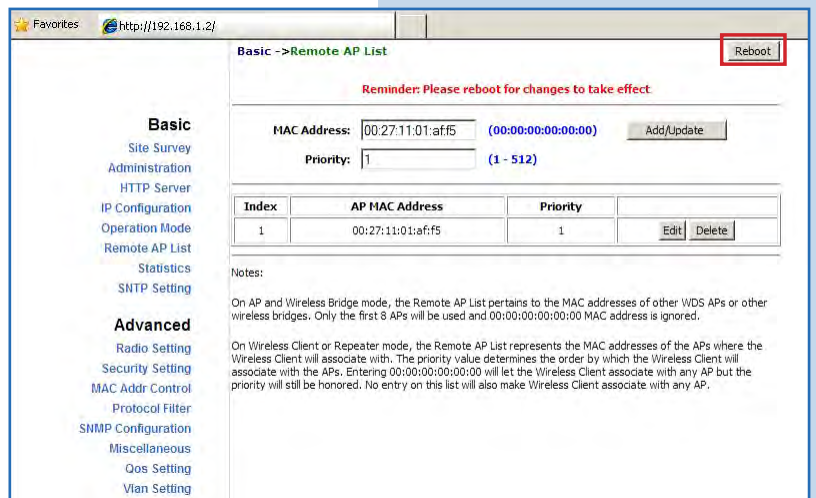 Favorites http://192.168.1.2/
Basic ->Remote AP List Reboot
Reminder: Please reboot for changes to take effect
MAC Address: 00:27:11:01:af:f5 (00:00:00:00:00:00) Add/Update
Priority: 1 (1 - 512)
Index AP MAC Address Priority
1 00:27:11:01:af:f5 1 Edit Delete
Notes:
On AP and Wireless Bridge mode, the Remote AP List pertains to the MAC addresses of other WDS APs or other
wireless bridges. Only the first 8 APs will be used and 00:00:00:00:00:00 MAC address is ignored.
On Wireless Client or Repeater mode, the Remote AP List represents the MAC addresses of the APs where the
Wireless Client will associate with. The priority value determines the order by which the Wireless Client will
associate with the APs. Entering 00:00:00:00:00:00 will let the Wireless Client associate with any AP but the
priority will still be honored. No entry on this list will also make Wireless Client associate with any AP.
Basic
Site Survey
Administration
HTTP Server
IP Configuration
Operation Mode
Remote AP List
Statistics
SNTP Setting
Advanced
Radio Setting
Security Setting
MAC Addr Control
Protocol Filter
SNMP Configuration
Miscellaneous
Qos Setting
Vlan Setting